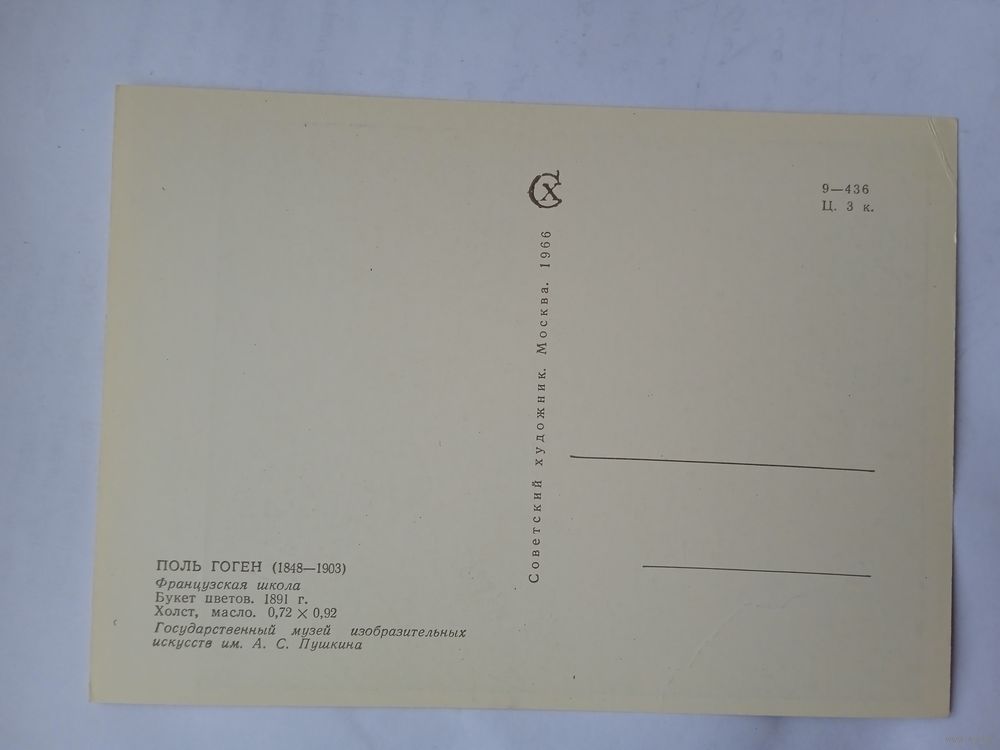 СХ
9—436
Ц. 3 к.
Советский художник. Москва. 1966
ПОЛЬ ГОГЕН (1848—1903)
Французская школа
Букет цветов. 1891 г.
Холст, масло. 0,72 × 0,92
Государственный музей изобразительных
искусств им. А. С. Пушкина